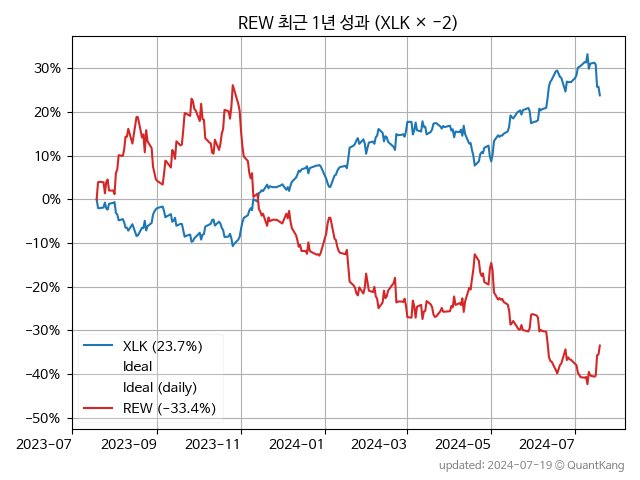 REW 최근 1년 성과 (XLK × −2)
30%
20%
10%
0%
−10%
−20%
−30%
−40%
−50%
XLK (23.7%)
Ideal
Ideal (daily)
REW (−33.4%)
2023-07 2023-09 2023-11 2024-01 2024-03 2024-05 2024-07
updated: 2024-07-19 © QuantKang